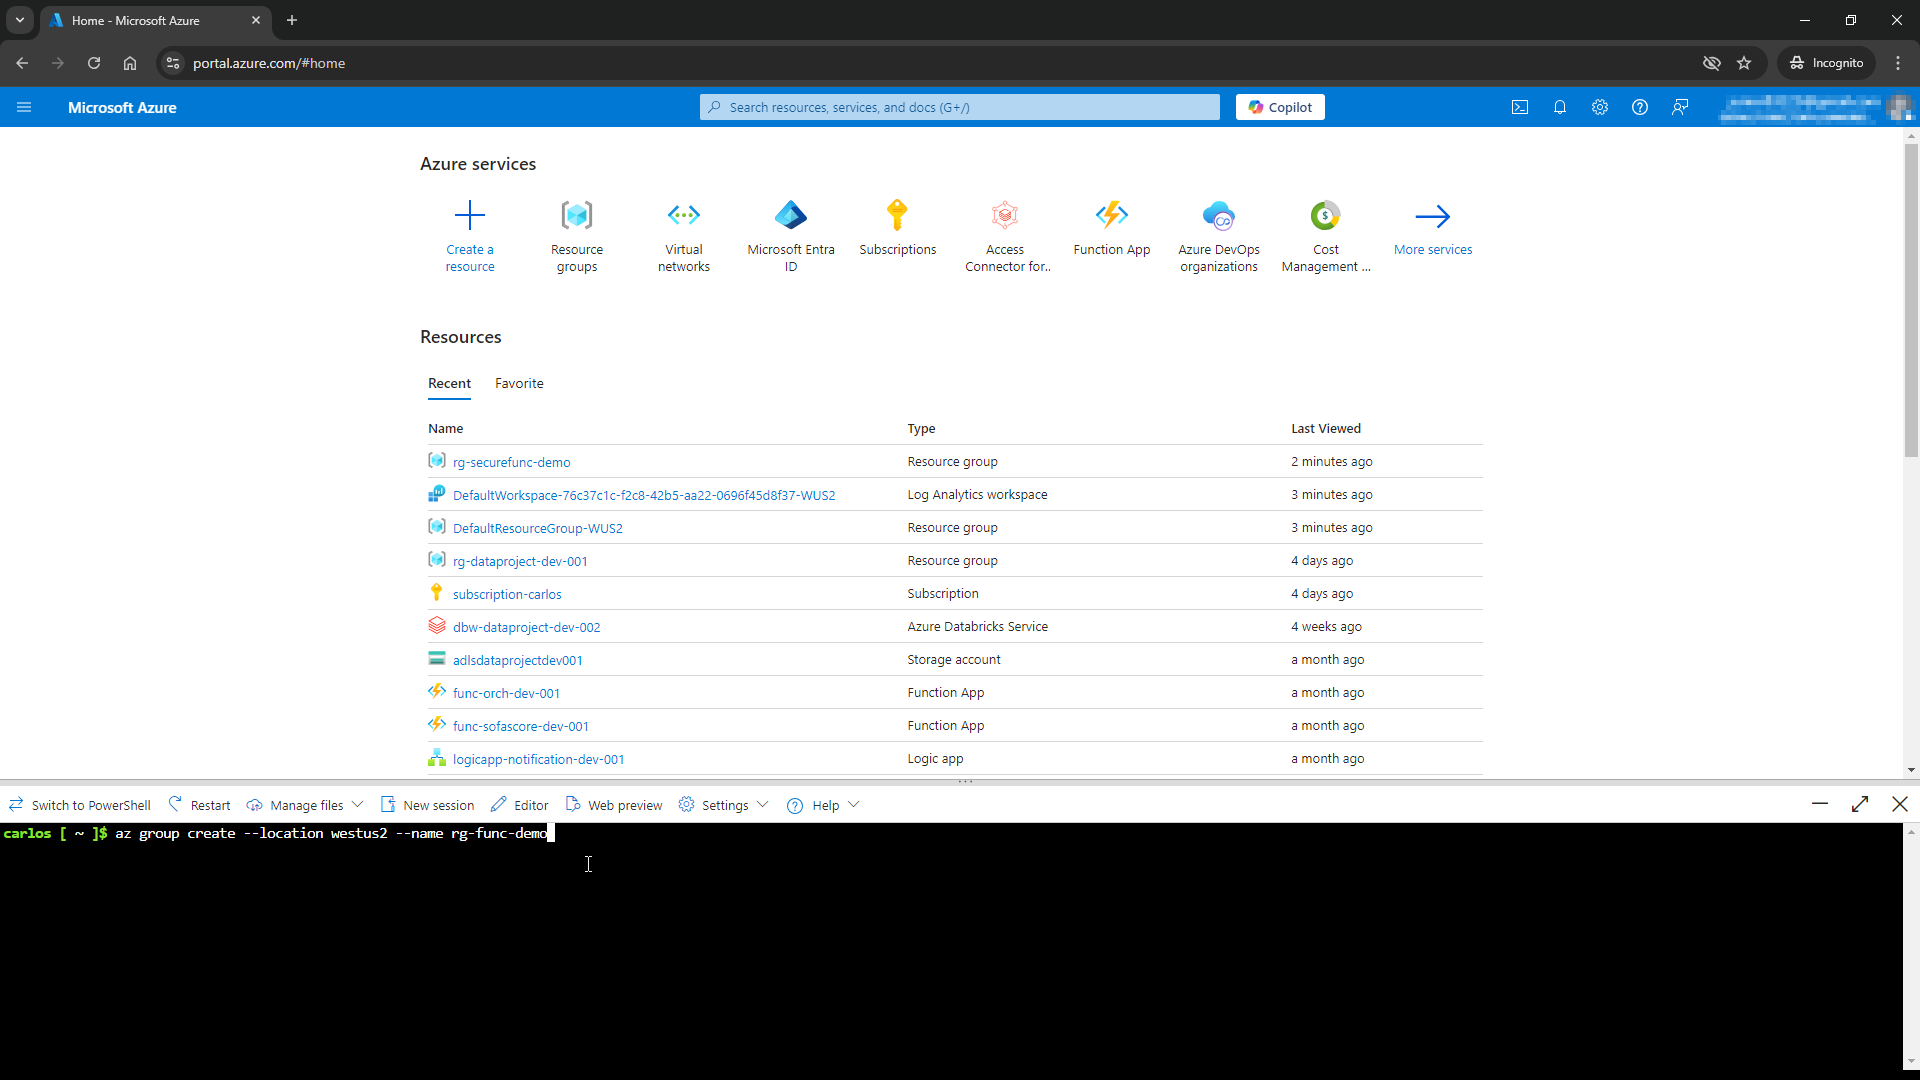 Home - Microsoft Azure
portal.azure.com/#home
Incognito
Microsoft Azure
Search resources, services, and docs (G+/)
Copilot
Azure services
Create a resource
Resource groups
Virtual networks
Microsoft Entra ID
Subscriptions
Access Connector for..
Function App
Azure DevOps organizations
Cost Management ...
More services
Resources
Recent Favorite
Name Type Last Viewed
rg-securefunc-demo Resource group 2 minutes ago
DefaultWorkspace-76c37c1c-f2c8-42b5-aa22-0696f45d8f37-WUS2 Log Analytics workspace 3 minutes ago
DefaultResourceGroup-WUS2 Resource group 3 minutes ago
rg-dataproject-dev-001 Resource group 4 days ago
subscription-carlos Subscription 4 days ago
dbw-dataproject-dev-002 Azure Databricks Service 4 weeks ago
adlsdataprojectdev001 Storage account a month ago
func-orch-dev-001 Function App a month ago
func-sofascore-dev-001 Function App a month ago
logicapp-notification-dev-001 Logic app a month ago
Switch to PowerShell Restart Manage files New session Editor Web preview Settings Help
carlos [ ~ ]$ az group create --location westus2 --name rg-func-demo